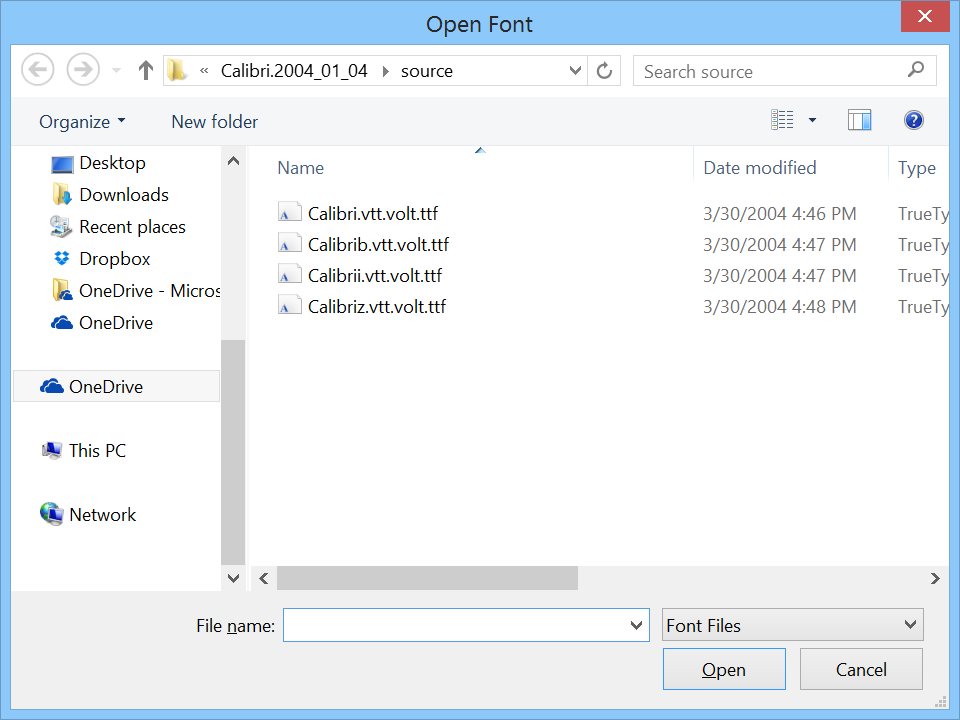 Open Font
« Calibri.2004_01_04 source
Search source
Organize New folder
Name Date modified Type
Desktop
Downloads
Recent places
Dropbox
OneDrive - Micros
OneDrive
OneDrive
This PC
Network
Calibri.vtt.volt.ttf 3/30/2004 4:46 PM TrueTy
Calibrib.vtt.volt.ttf 3/30/2004 4:47 PM TrueTy
Calibrii.vtt.volt.ttf 3/30/2004 4:47 PM TrueTy
Calibriz.vtt.volt.ttf 3/30/2004 4:48 PM TrueTy
File name: Font Files
Open Cancel